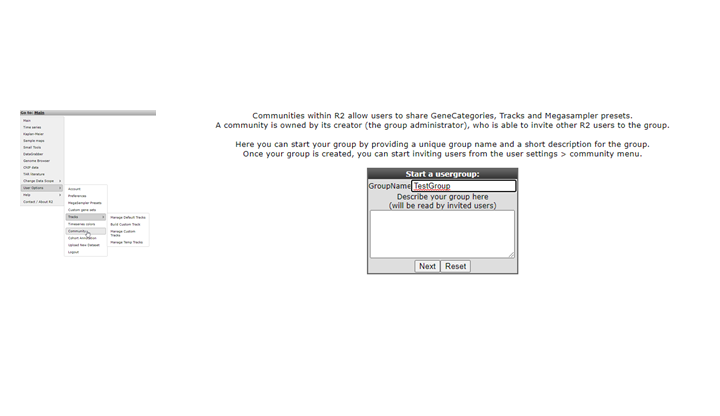 Go to: Main
Main
Time series
Kaplan Meier
Sample maps
Small Tools
DataGrabber
Genome Browser
ChIP data
TAR literature
Change Data Scope
User Options
Help
Contact / About R2
Account
Preferences
MegaSampler Presets
Custom gene sets
Tracks
Timeseries colors
Community
Cohort Annotation
Upload New Dataset
Logout
Manage Default Tracks
Build Custom Track
Manage Custom
Tracks
Manage Temp Tracks
Communities within R2 allow users to share GeneCategories, Tracks and Megasampler presets.
A community is owned by its creator (the group administrator), who is able to invite other R2 users to the group.
Here you can start your group by providing a unique group name and a short description for the group.
Once your group is created, you can start inviting users from the user settings > community menu.
Start a usergroup:
GroupName TestGroup
Describe your group here
(will be read by invited users)
Next Reset